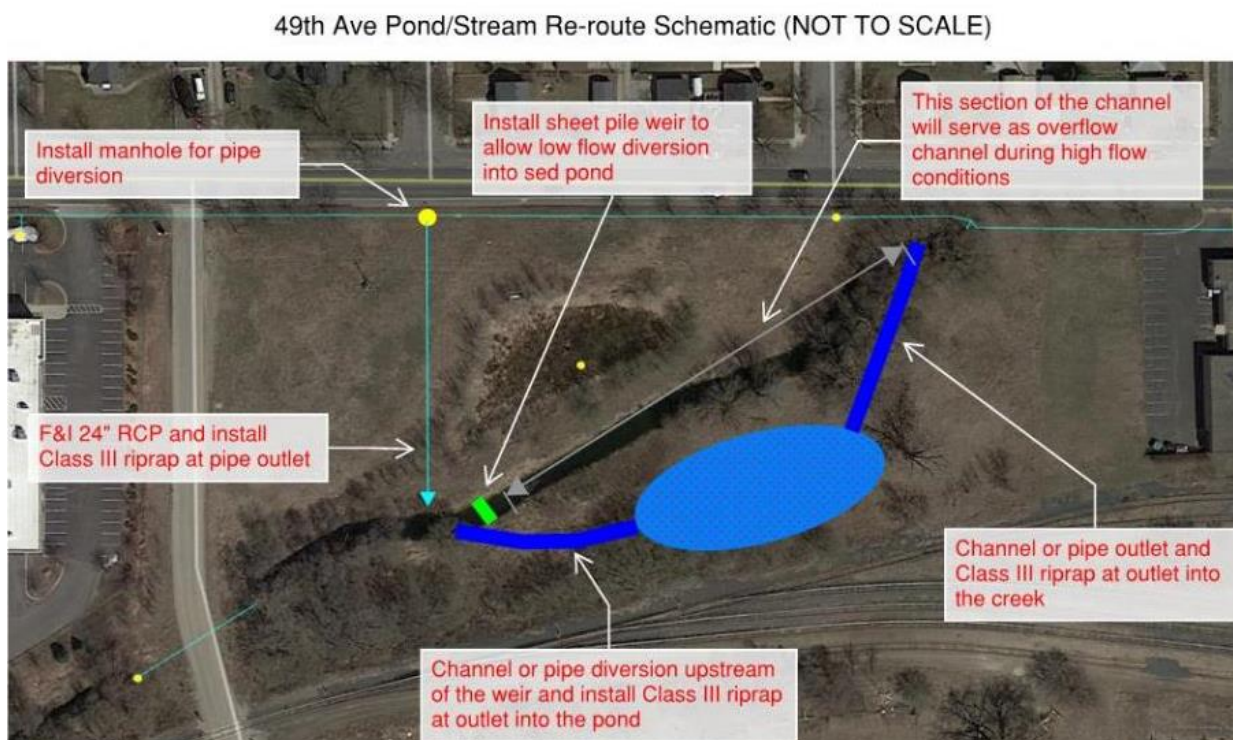 49th Ave Pond/Stream Re-route Schematic (NOT TO SCALE)
Install manhole for pipe
diversion
Install sheet pile weir to
allow low flow diversion
into sed pond
This section of the channel
will serve as overflow
channel during high flow
conditions
F&I 24" RCP and install
Class III riprap at pipe outlet
Channel or pipe outlet and
Class III riprap at outlet into
the creek
Channel or pipe diversion upstream
of the weir and install Class III riprap
at outlet into the pond